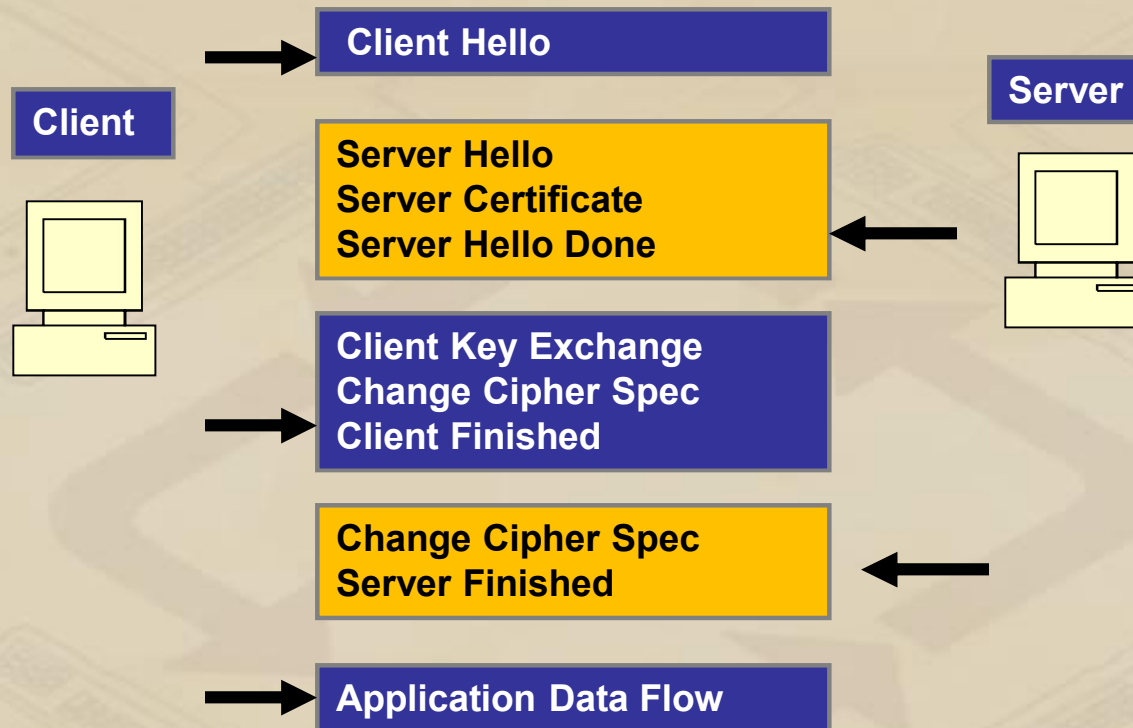 Client Hello
Server
Client
Server Hello
Server Certificate
Server Hello Done
Client Key Exchange
Change Cipher Spec
Client Finished
Change Cipher Spec
Server Finished
Application Data Flow